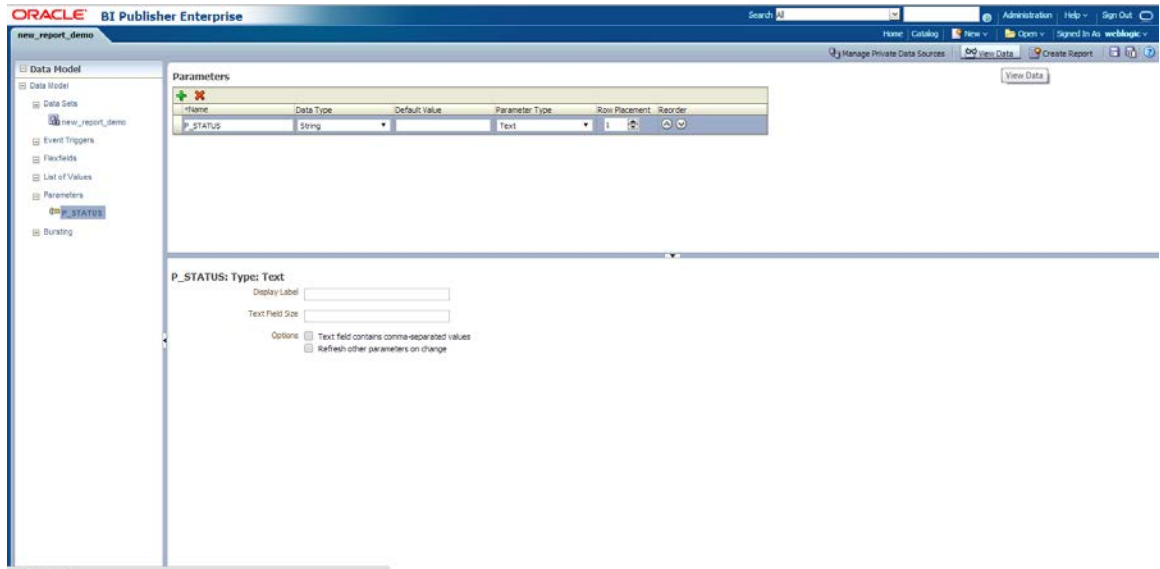 ORACLE BI Publisher Enterprise
Search All Administration Help Sign Out
new_report_demo
Home Catalog New Open Signed In As weblogic
Manage Private Data Sources View Data Create Report
View Data
Data Model
Data Model
Data Sets
new_report_demo
Event Triggers
Flexfields
List of Values
Parameters
P_STATUS
Bursting
Parameters
*Name Data Type Default Value Parameter Type Row Placement Reorder
P_STATUS String Text 1
P_STATUS: Type: Text
Display Label
Text Field Size
Options Text field contains comma-separated values
Refresh other parameters on change